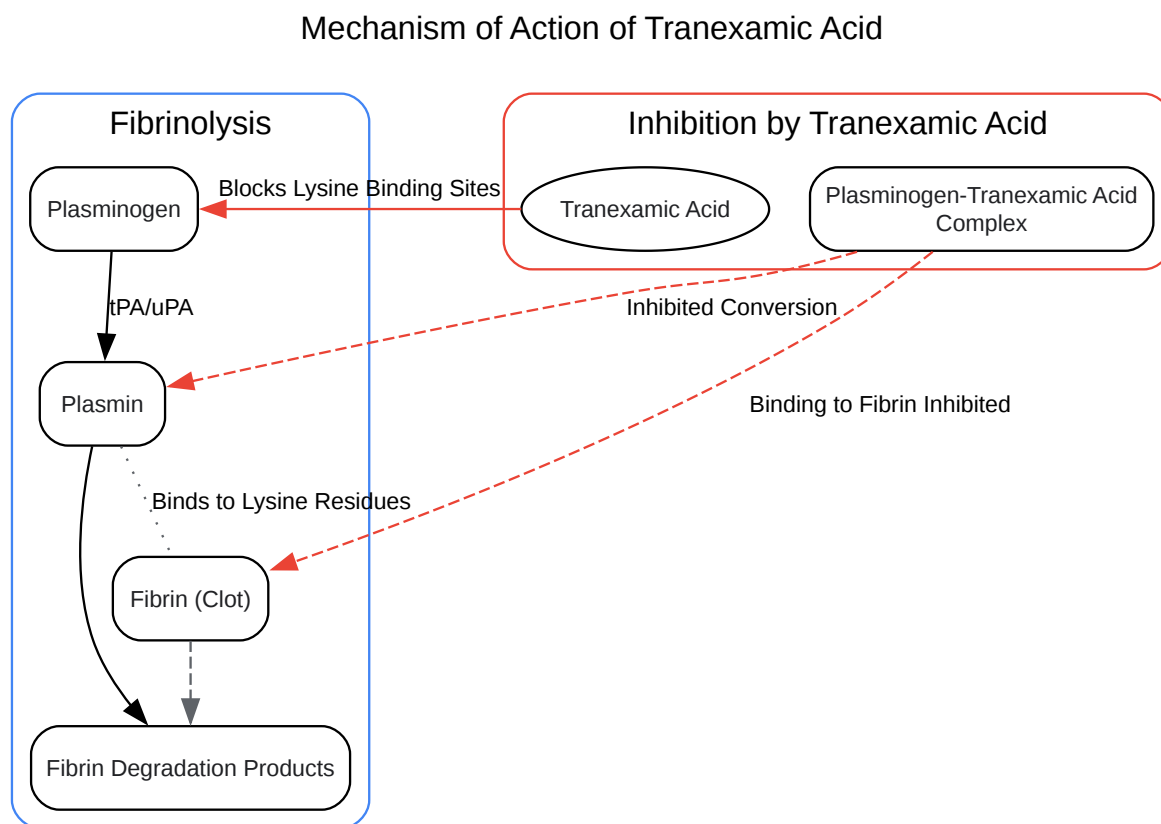 Mechanism of Action of Tranexamic Acid
Fibrinolysis
Inhibition by Tranexamic Acid
Plasminogen
Blocks Lysine Binding Sites
Tranexamic Acid
Plasminogen-Tranexamic Acid
Complex
tPA/uPA
Inhibited Conversion
Plasmin
Binding to Fibrin Inhibited
Binds to Lysine Residues
Fibrin (Clot)
Fibrin Degradation Products